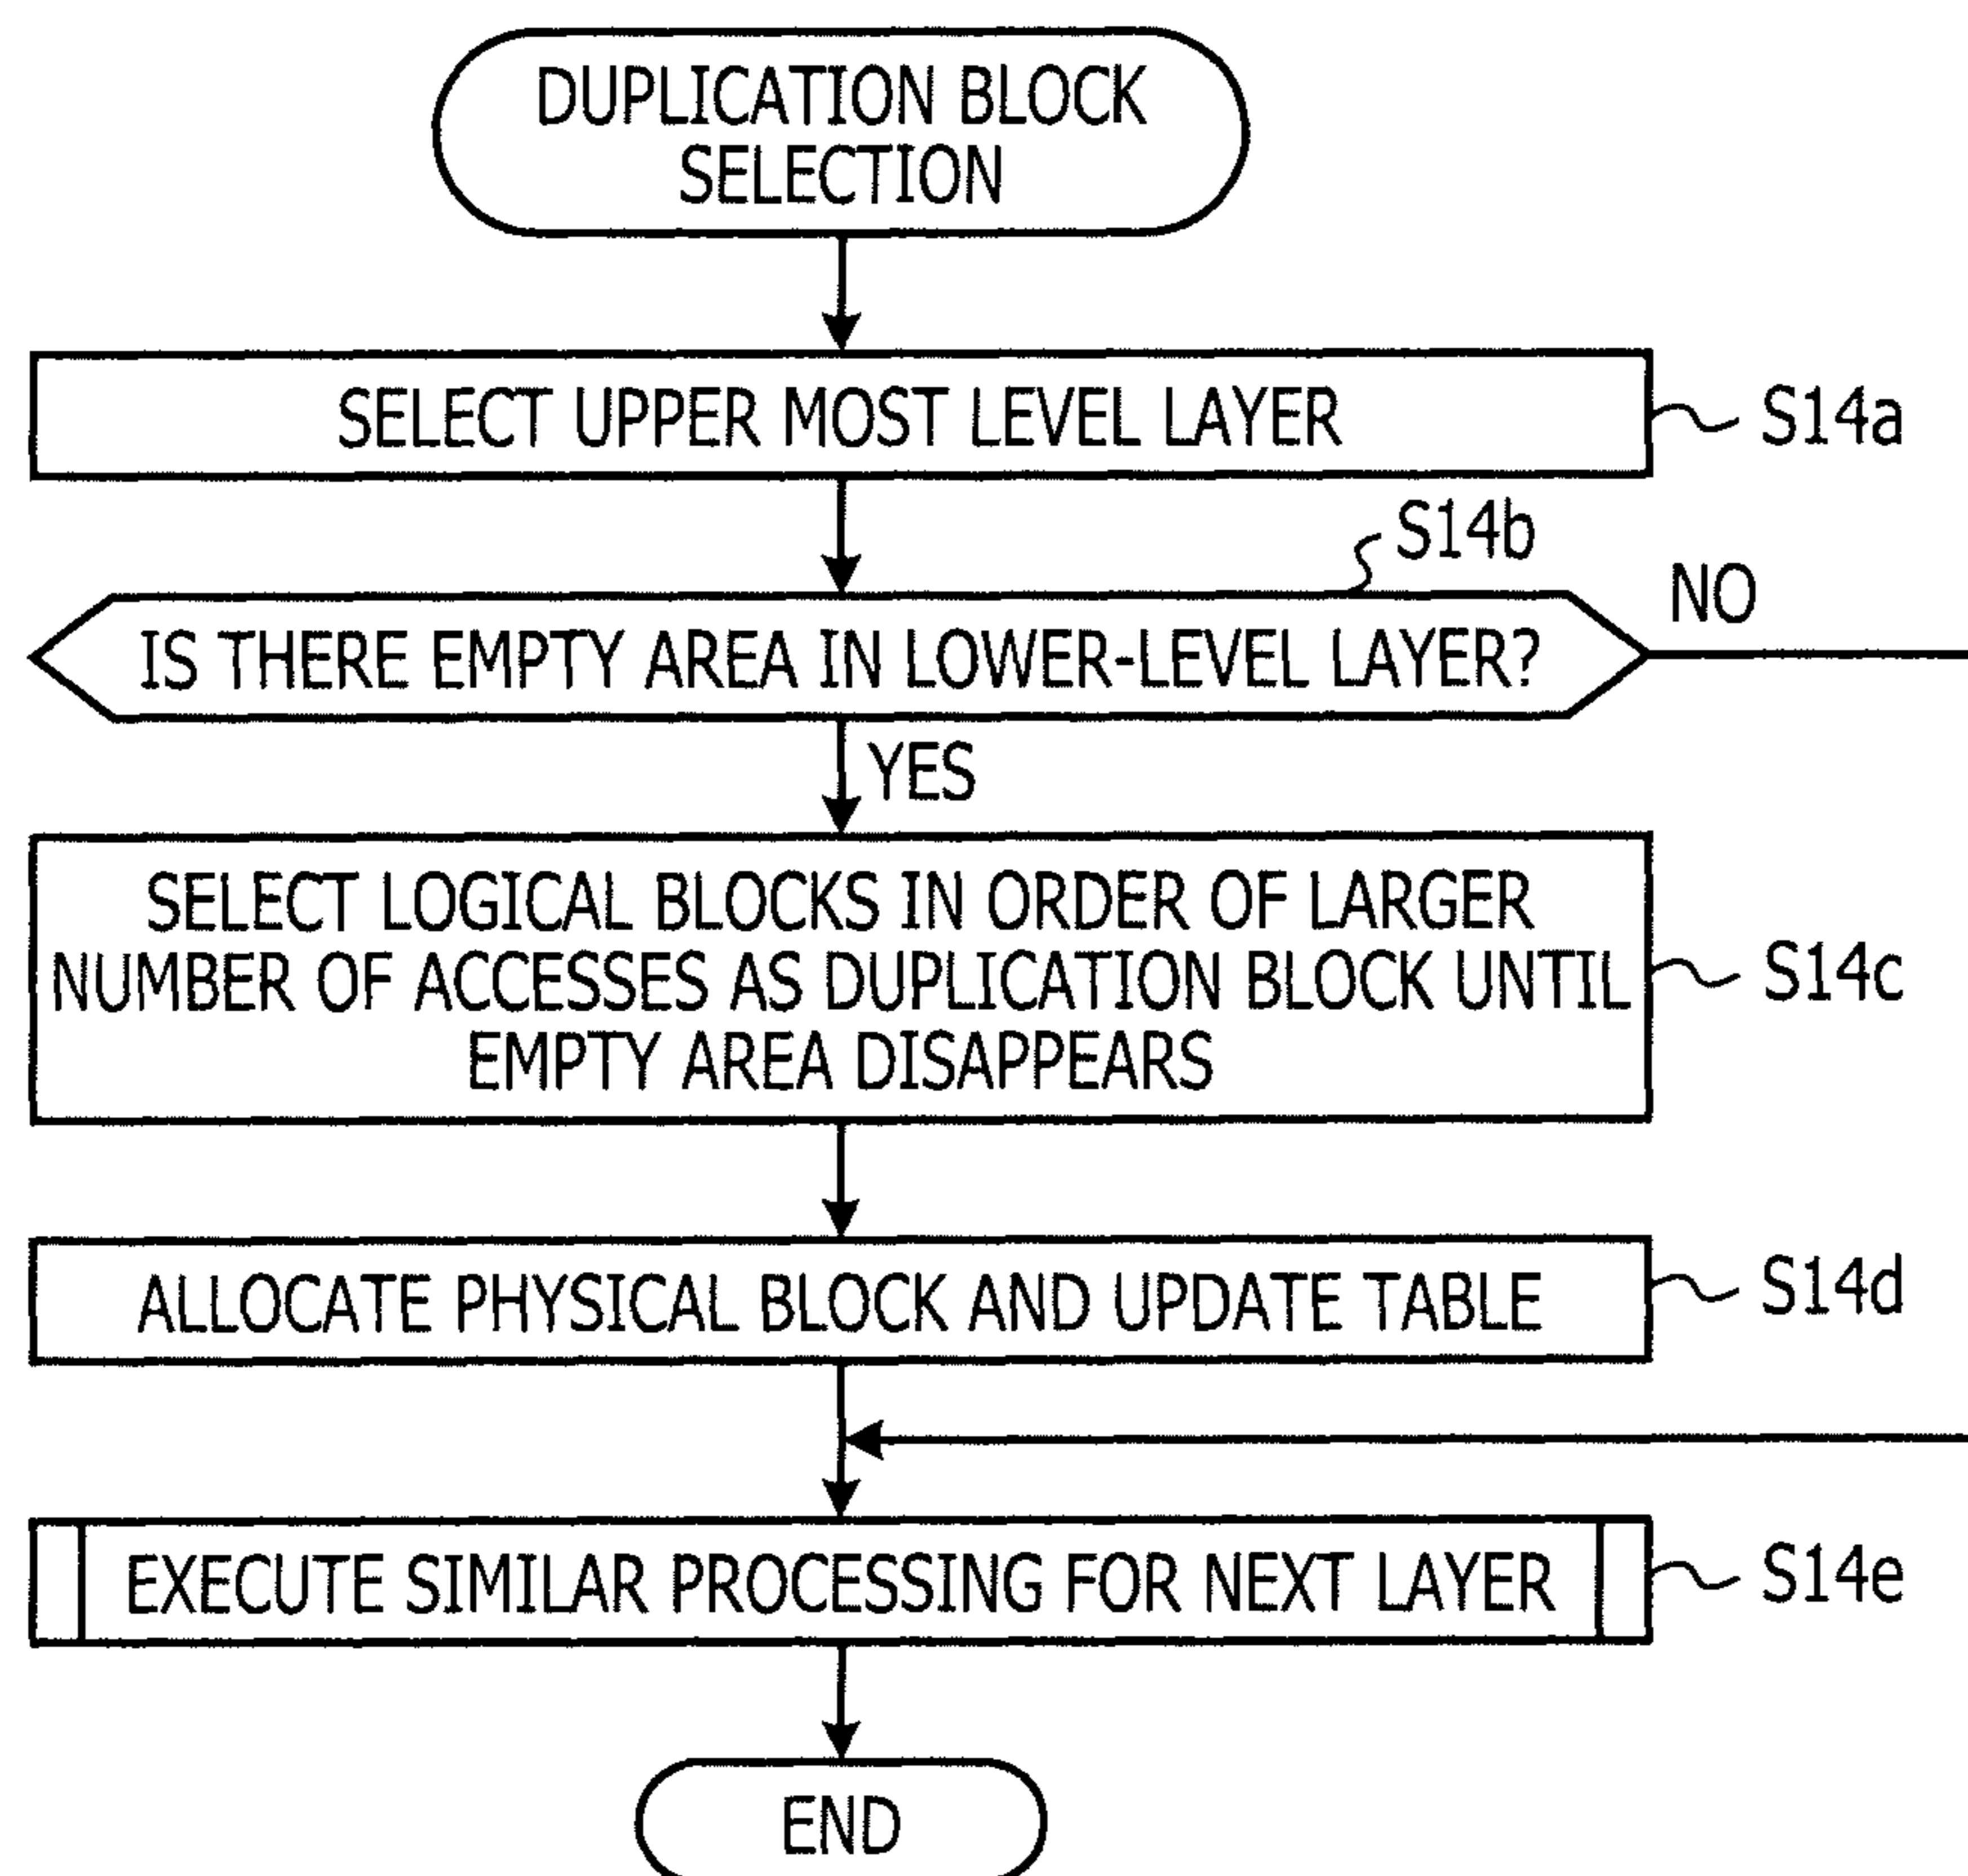 DUPLICATION BLOCK
SELECTION
SELECT UPPER MOST LEVEL LAYER
S14a
S14b
NO
IS THERE EMPTY AREA IN LOWER-LEVEL LAYER?
YES
SELECT LOGICAL BLOCKS IN ORDER OF LARGER
NUMBER OF ACCESSES AS DUPLICATION BLOCK UNTIL
EMPTY AREA DISAPPEARS
S14c
ALLOCATE PHYSICAL BLOCK AND UPDATE TABLE
S14d
EXECUTE SIMILAR PROCESSING FOR NEXT LAYER
S14e
END